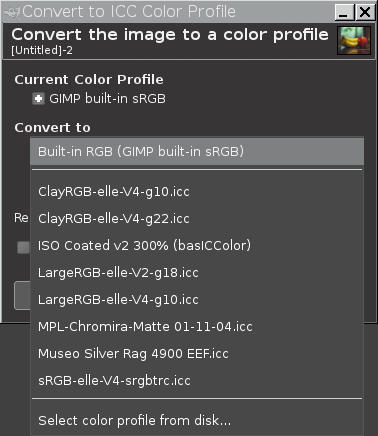 Convert to ICC Color Profile
Convert the image to a color profile
[Untitled]-2
Current Color Profile
GIMP built-in sRGB
Convert to
Built-in RGB (GIMP built-in sRGB)
ClayRGB-elle-V4-g10.icc
ClayRGB-elle-V4-g22.icc
ISO Coated v2 300% (basICColor)
LargeRGB-elle-V2-g18.icc
LargeRGB-elle-V4-g10.icc
MPL-Chromira-Matte 01-11-04.icc
Museo Silver Rag 4900 EEF.icc
Re
sRGB-elle-V4-srgbtrc.icc
Select color profile from disk...